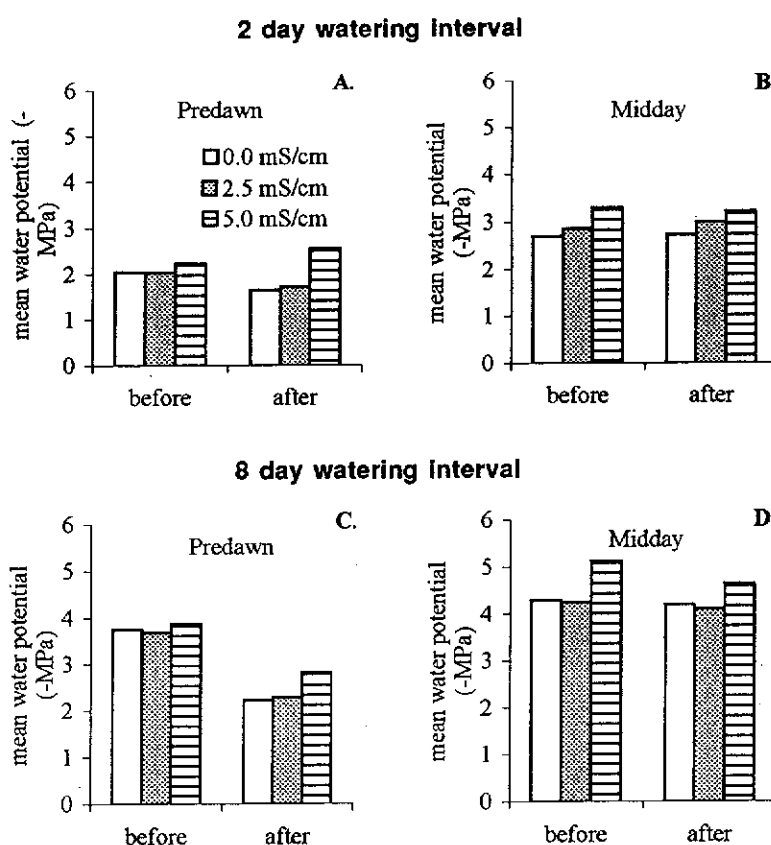 2 day watering interval
A.
6
5
4
3
2
1
0
mean water potential (-
MPa)
Predawn
0.0 mS/cm
2.5 mS/cm
5.0 mS/cm
before after
B
6
5
4
3
2
1
0
mean water potential
(-MPa)
Midday
before after
8 day watering interval
C.
6
5
4
3
2
1
0
mean water potential
(-MPa)
Predawn
before after
D
6
5
4
3
2
1
0
mean water potential
(-MPa)
Midday
before after